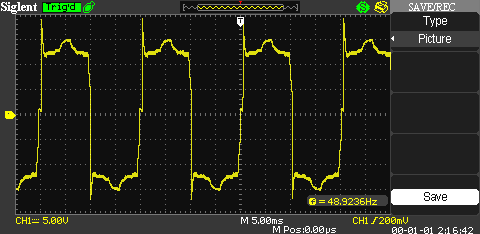 Siglent Trig'd SAVE/REC
Type
T
Picture
Save
f = 48.9236Hz
CH1 5.00V M 5.00ms CH1 200mV
M Pos:0.00µs 00-01-01 2:16:42